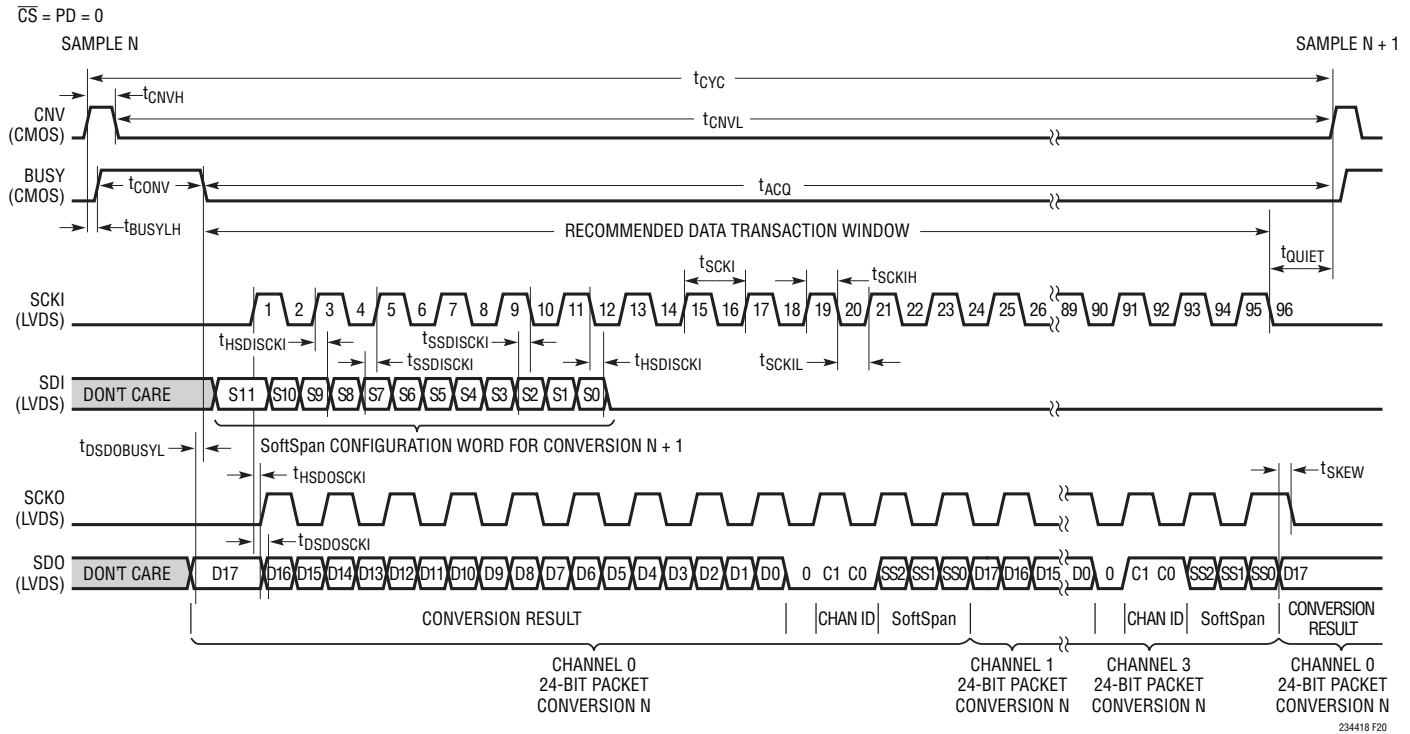 CS = PD = 0
SAMPLE N
SAMPLE N + 1
tCYC
tCNVH
CNV
(CMOS)
tCNVL
BUSY
(CMOS)
tCONV
tACQ
tBUSYLH
RECOMMENDED DATA TRANSACTION WINDOW
tQUIET
tSCKI
tSCKIH
SCKI
(LVDS)
1 2 3 4 5 6 7 8 9 10 11 12 13 14 15 16 17 18 19 20 21 22 23 24 25 26 89 90 91 92 93 94 95 96
tHSDISCKI
tSSDISCKI
tSSDISCKI
tHSDISCKI
tSCKIL
SDI
(LVDS)
DON'T CARE S11 S10 S9 S8 S7 S6 S5 S4 S3 S2 S1 S0
tDSDOBUSYL
SoftSpan CONFIGURATION WORD FOR CONVERSION N + 1
tHSDOSCKI
tSKEW
SCKO
(LVDS)
tDSDOSCKI
SDO
(LVDS)
DON'T CARE D17 D16 D15 D14 D13 D12 D11 D10 D9 D8 D7 D6 D5 D4 D3 D2 D1 D0 0 C1 C0 SS2 SS1 SS0 D17 D16 D15 D0 0 C1 C0 SS2 SS1 SS0 D17
CONVERSION RESULT CHAN ID SoftSpan CHAN ID SoftSpan CONVERSION
RESULT
CHANNEL 0 CHANNEL 1 CHANNEL 3 CHANNEL 0
24-BIT PACKET 24-BIT PACKET 24-BIT PACKET 24-BIT PACKET
CONVERSION N CONVERSION N CONVERSION N CONVERSION N
234418 F20